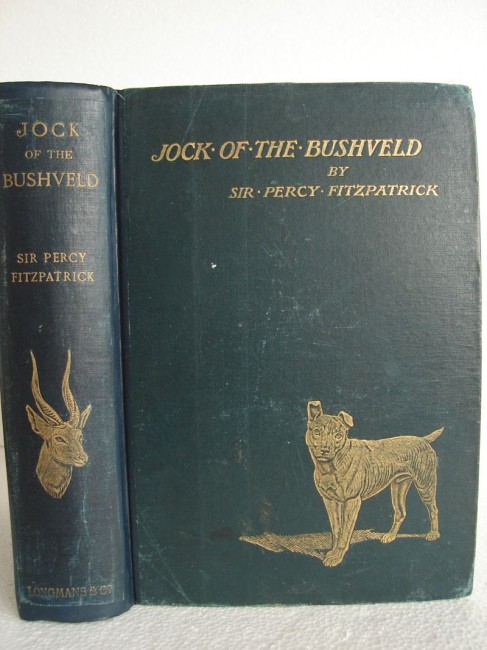 JOCK
OF THE
BUSHVELD
SIR PERCY
FITZPATRICK
LONGMANS & Co
JOCK·OF·THE·BUSHVELD
BY
SIR·PERCY·FITZPATRICK